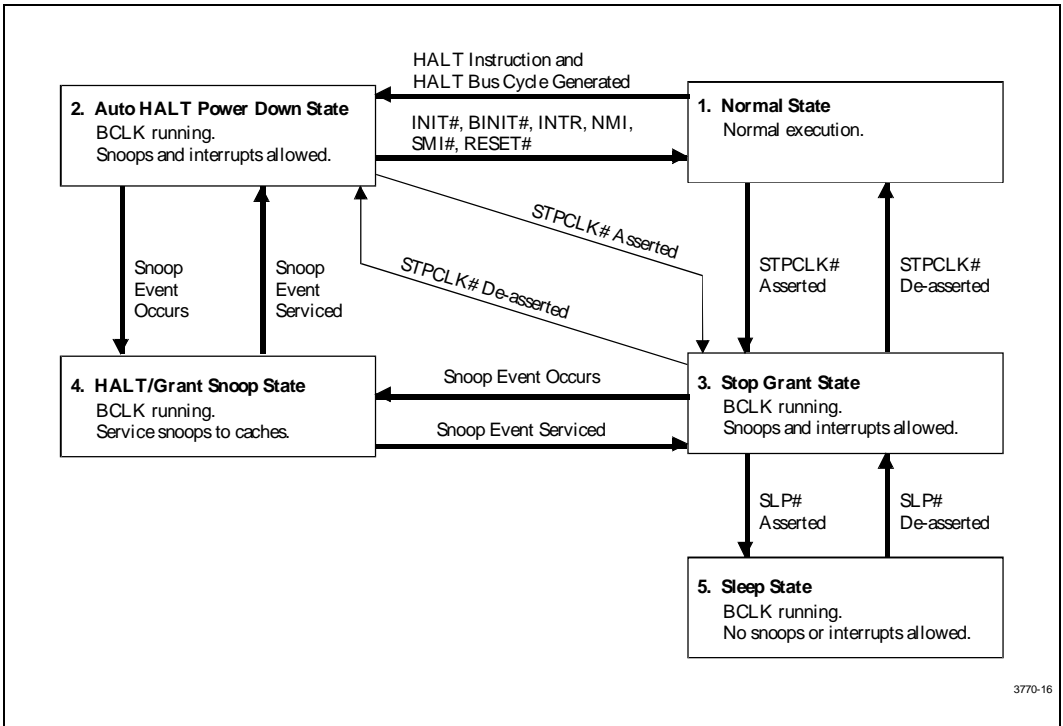 HALT Instruction and
HALT Bus Cycle Generated
2. Auto HALT Power Down State
BCLK running.
Snoops and interrupts allowed.
INIT#, BINIT#, INTR, NMI,
SMI#, RESET#
1. Normal State
Normal execution.
STPCLK# Asserted
STPCLK# De-asserted
Snoop
Event
Occurs
Snoop
Event
Serviced
STPCLK#
Asserted
STPCLK#
De-asserted
4. HALT/Grant Snoop State
BCLK running.
Service snoops to caches.
Snoop Event Occurs
Snoop Event Serviced
3. Stop Grant State
BCLK running.
Snoops and interrupts allowed.
SLP#
Asserted
SLP#
De-asserted
5. Sleep State
BCLK running.
No snoops or interrupts allowed.
3770-16